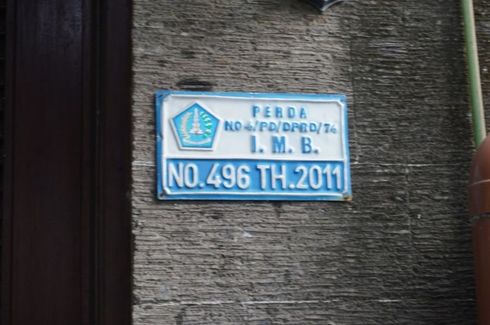 PERDA
NO 4/PD/DPRD/74
I. M. B.
NO.496 TH.2011